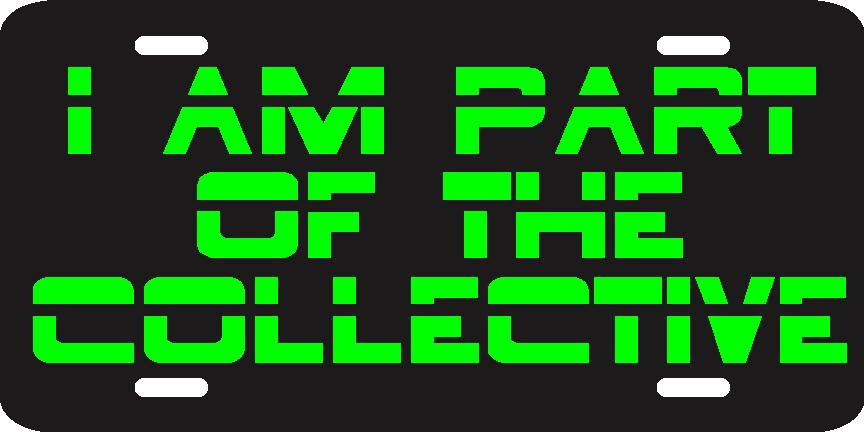 I AM PART
OF THE
COLLECTIVE